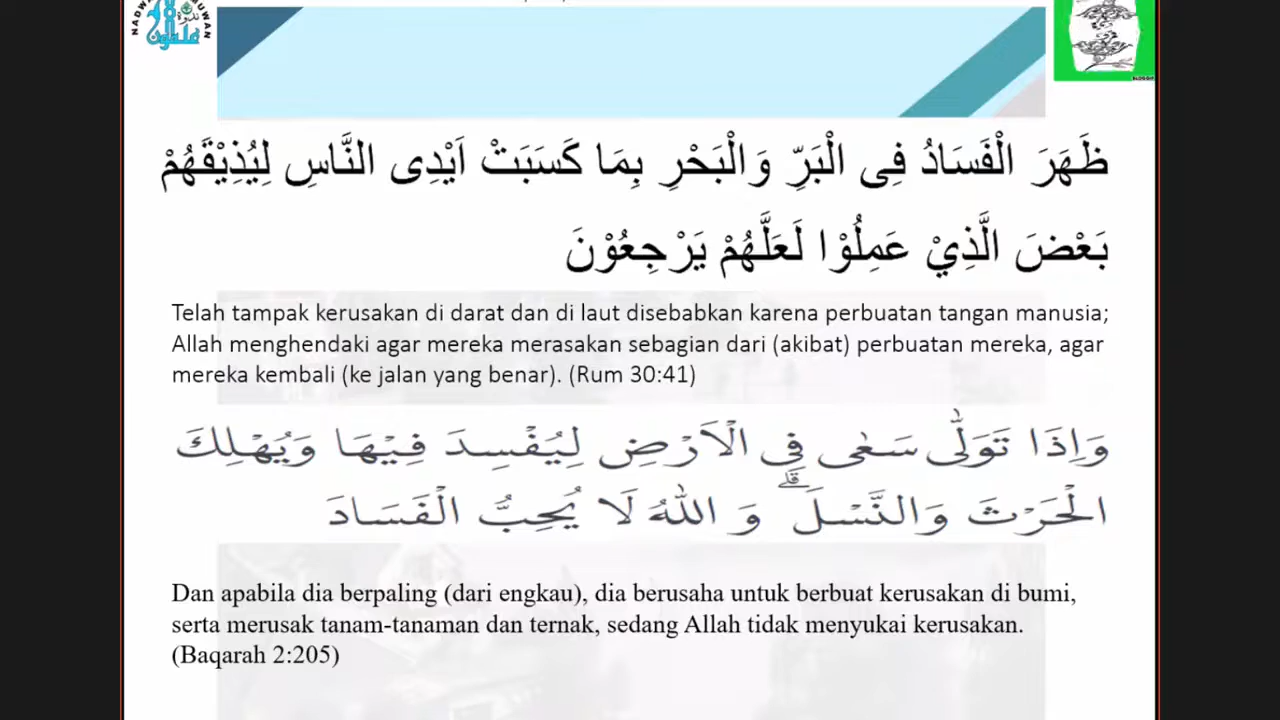 ظَهَرَ الْفَسَادُ فِى الْبَرِّ وَالْبَحْرِ بِمَا كَسَبَتْ اَيْدِى النَّاسِ لِيُذِيْقَهُمْ
بَعْضَ الَّذِيْ عَمِلُوْا لَعَلَّهُمْ يَرْجِعُوْنَ
Telah tampak kerusakan di darat dan di laut disebabkan karena perbuatan tangan manusia;
Allah menghendaki agar mereka merasakan sebagian dari (akibat) perbuatan mereka, agar
mereka kembali (ke jalan yang benar). (Rum 30:41)
وَاِذَا تَوَلّٰى سَعٰى فِى الْاَرْضِ لِيُفْسِدَ فِيْهَا وَيُهْلِكَ
الْحَرْثَ وَالنَّسْلَ ۗ وَاللّٰهُ لَا يُحِبُّ الْفَسَادَ
Dan apabila dia berpaling (dari engkau), dia berusaha untuk berbuat kerusakan di bumi,
serta merusak tanam-tanaman dan ternak, sedang Allah tidak menyukai kerusakan.
(Baqarah 2:205)